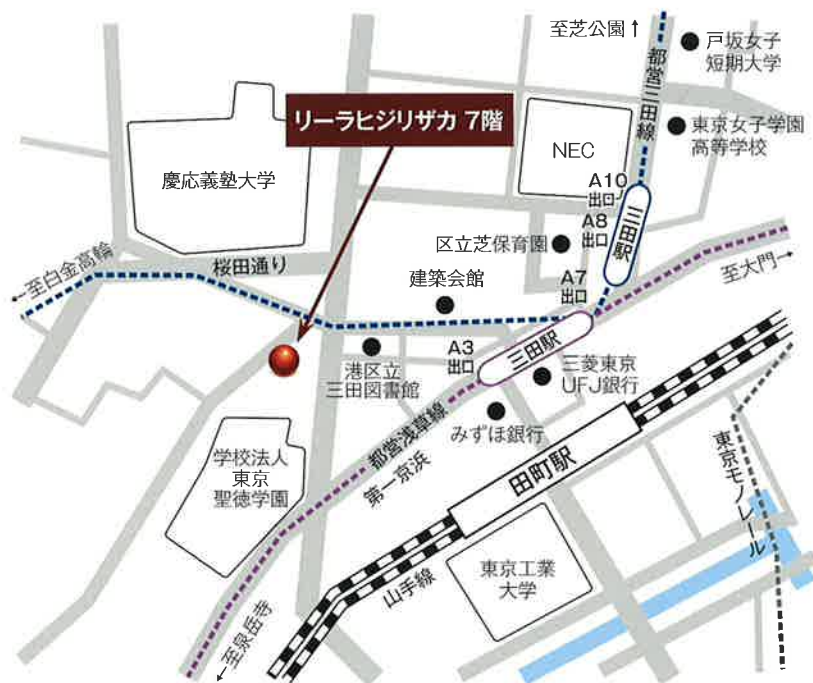 至芝公園↑
戸坂女子
短期大学
都営三田線
リーラヒジリザカ 7階
NEC
東京女子学園
高等学校
慶応義塾大学
A10
出口
A8
出口
三田駅
区立芝保育園
←至白金高輪
桜田通り
建築会館
A7
出口
至大門→
A3
出口
三田駅
港区立
三田図書館
三菱東京
UFJ銀行
みずほ銀行
都営浅草線
第一京浜
田町駅
東京モノレール
学校法人
東京
聖徳学園
山手線
東京工業
大学
←至泉岳寺